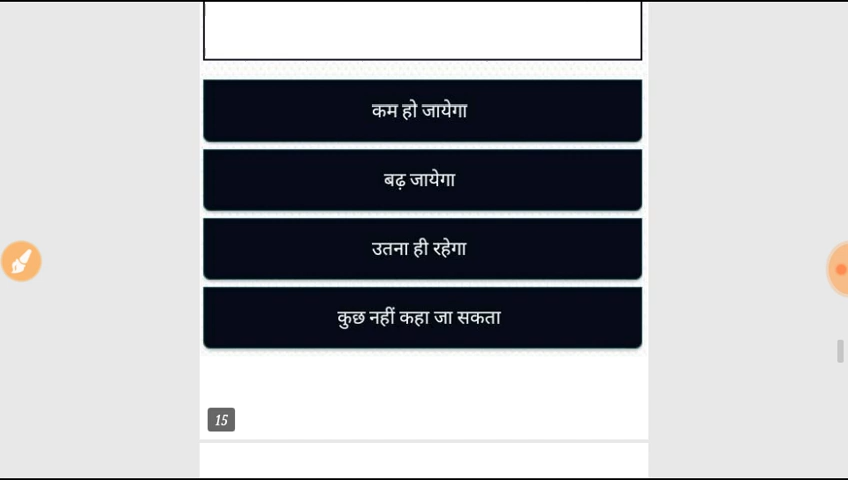 कम हो जायेगा
बढ़ जायेगा
उतना ही रहेगा
कुछ नहीं कहा जा सकता
15